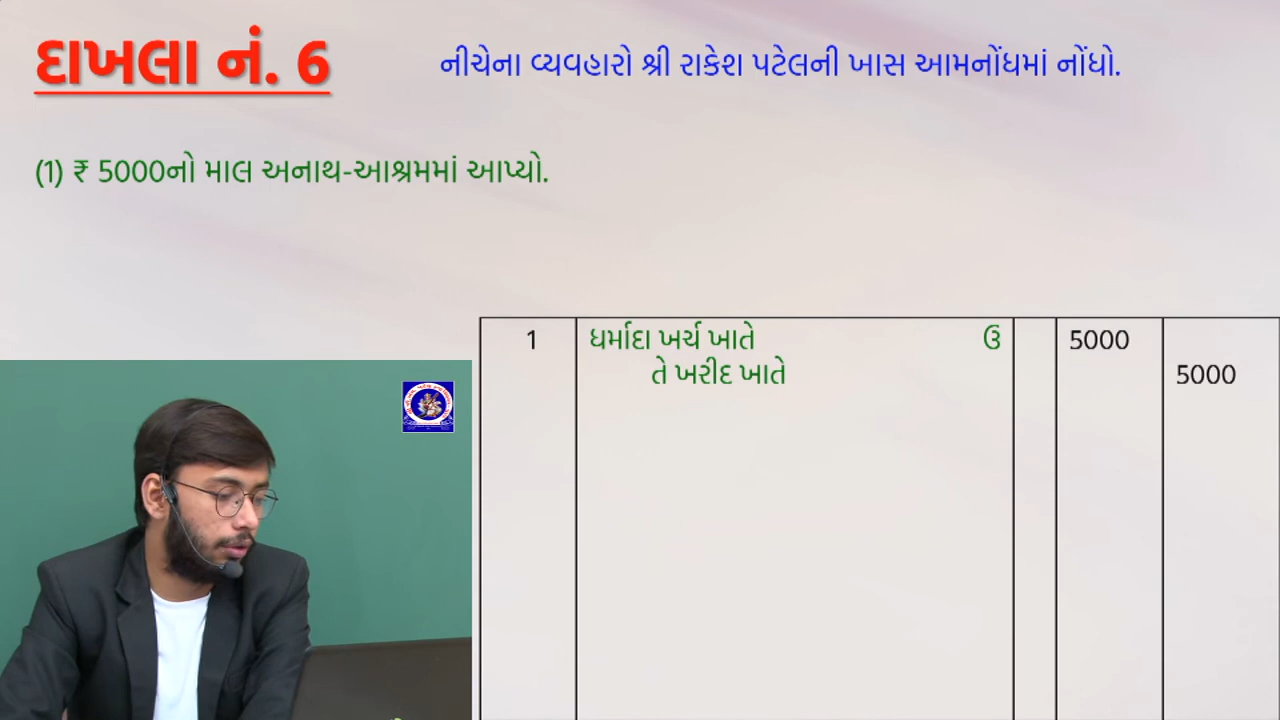 દાખલા નં. 6
નીચેના વ્યવહારો શ્રી રાકેશ પટેલની ખાસ આમનોંધમાં નોંધો.
(1) ₹ 5000નો માલ અનાથ-આશ્રમમાં આપ્યો.
1 ધર્માદા ખર્ચ ખાતે ઉ 5000
તે ખરીદ ખાતે 5000